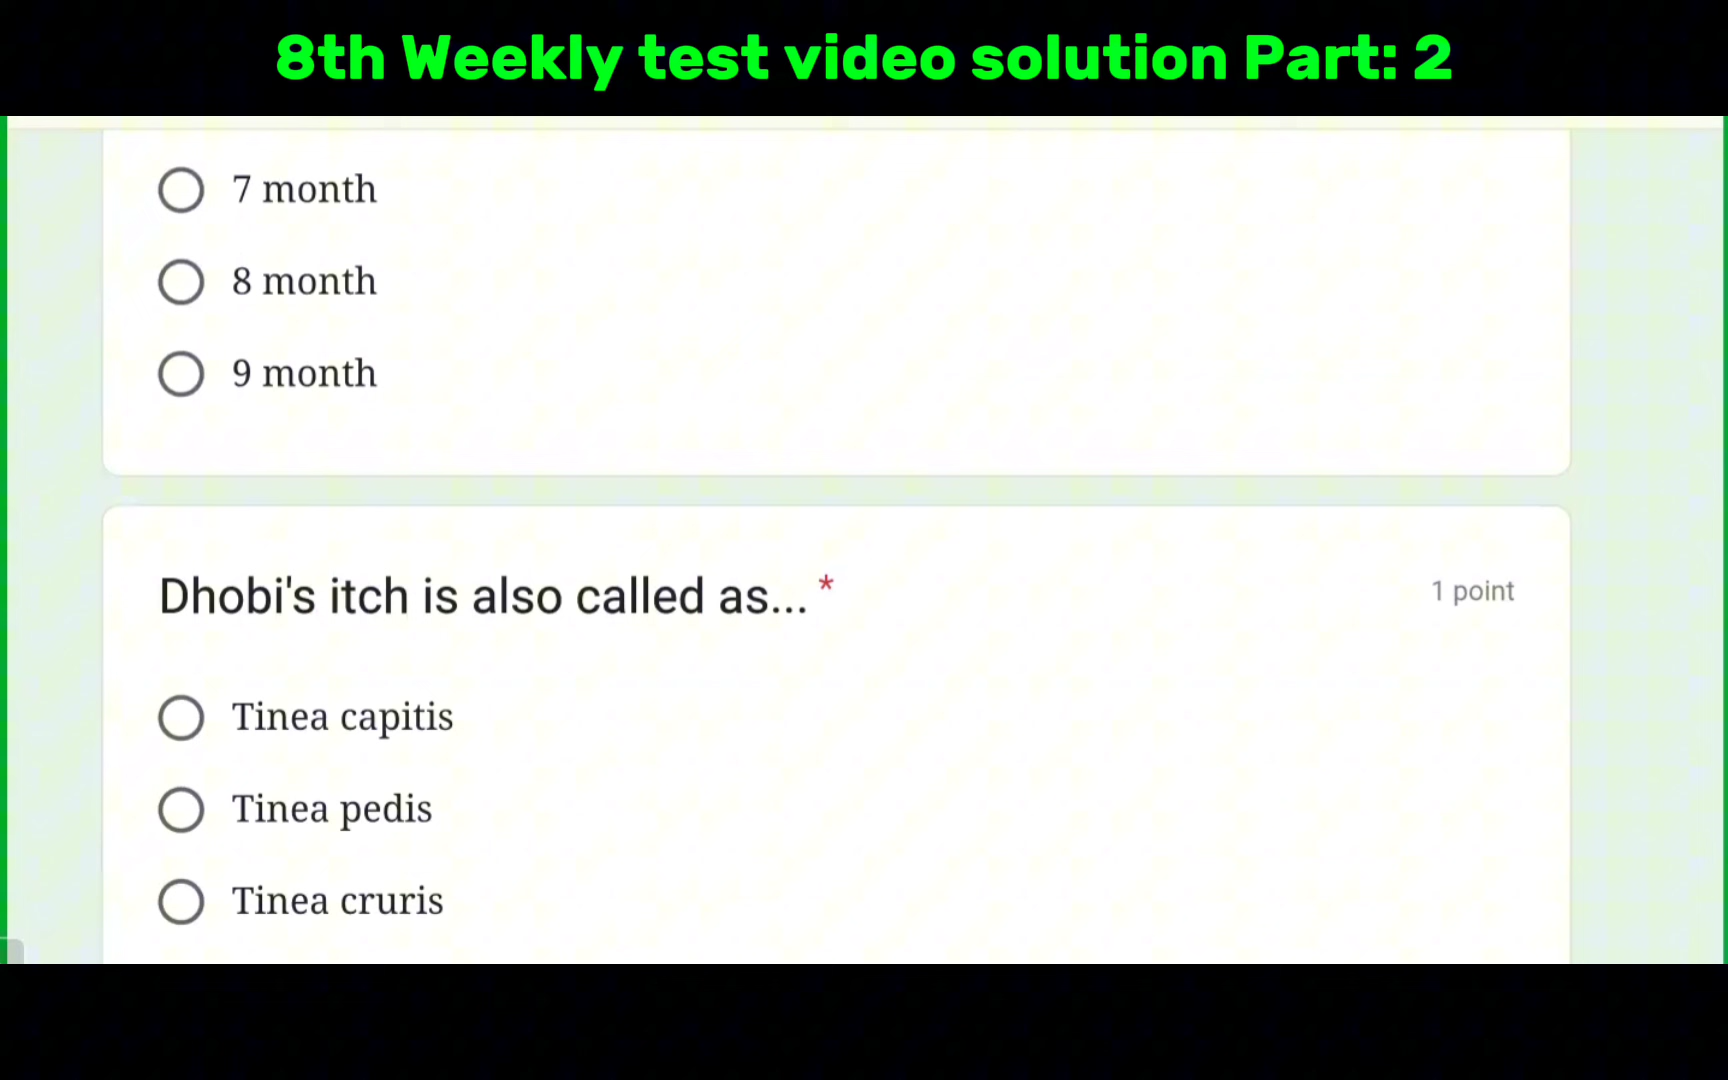 8th Weekly test video solution Part: 2
7 month
8 month
9 month
Dhobi's itch is also called as... *
1 point
Tinea capitis
Tinea pedis
Tinea cruris